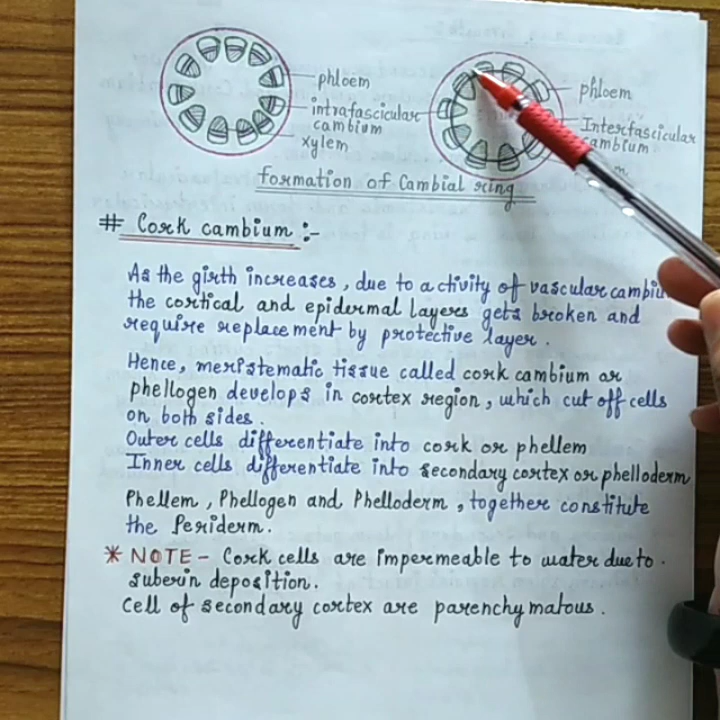 phloem
intrafascicular
cambium
xylem
phloem
Interfascicular
cambium
formation of Cambial ring
# Cork cambium :-
As the girth increases, due to activity of vascular
the cortical and epidermal layers gets broken and
require replacement by protective layer.
Hence, meristematic tissue called cork cambium or
phellogen develops in cortex region, which cut off cells
on both sides.
Outer cells differentiate into cork or phellem
Inner cells differentiate into secondary cortex or phelloderm
Phellem, Phellogen and Phelloderm, together constitute
the Periderm.
* NOTE - Cork cells are impermeable to water due to.
suberin deposition.
Cell of secondary cortex are parenchymatous.